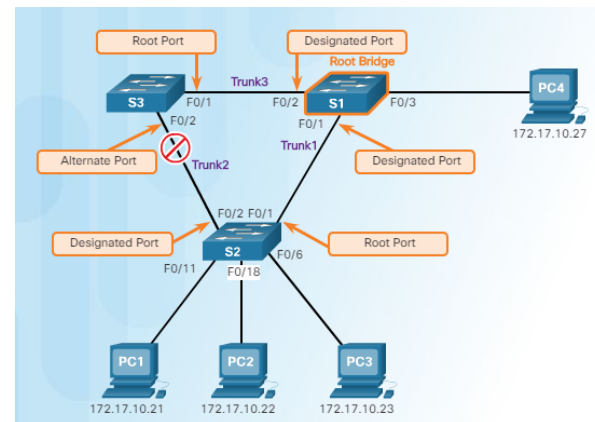 Root Port
Designated Port
Root Bridge
Trunk3
S3
F0/1
F0/2
S1
F0/3
PC4
F0/2
F0/1
172.17.10.27
Alternate Port
Trunk2
Trunk1
Designated Port
F0/2 F0/1
Designated Port
Root Port
S2
F0/6
F0/11
F0/18
PC1
PC2
PC3
172.17.10.21
172.17.10.22
172.17.10.23